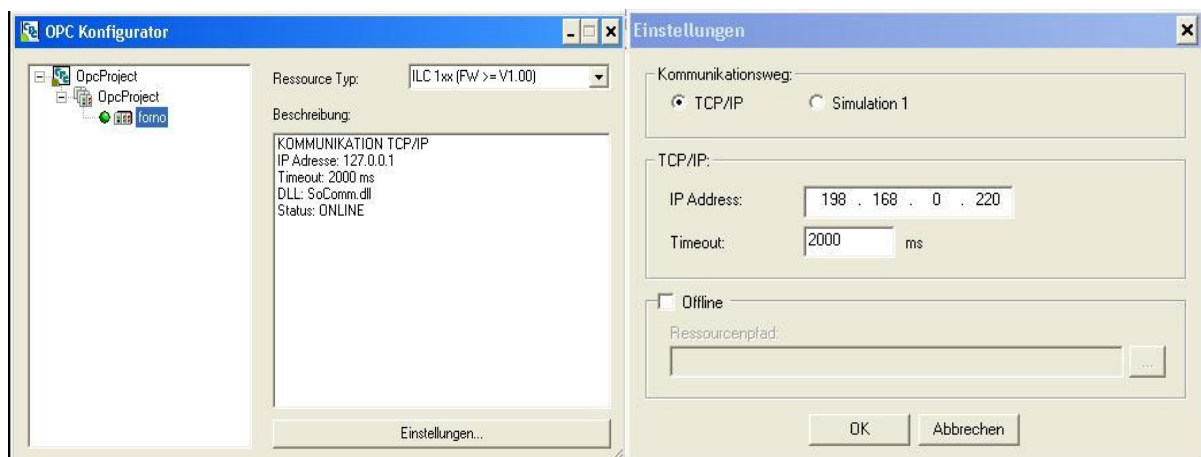 OPC Konfigurator
OpcProject
OpcProject
forno
Ressource Typ:
ILC 1xx (FW >= V1.00)
Beschreibung:
KOMMUNIKATION TCP/IP
IP Adresse: 127.0.0.1
Timeout: 2000 ms
DLL: SoComm.dll
Status: ONLINE
Einstellungen...
Einstellungen
Kommunikationsweg:
TCP/IP
Simulation 1
TCP/IP:
IP Address:
198 . 168 . 0 . 220
Timeout:
2000
ms
Offline
Ressourcenpfad:
...
OK
Abbrechen